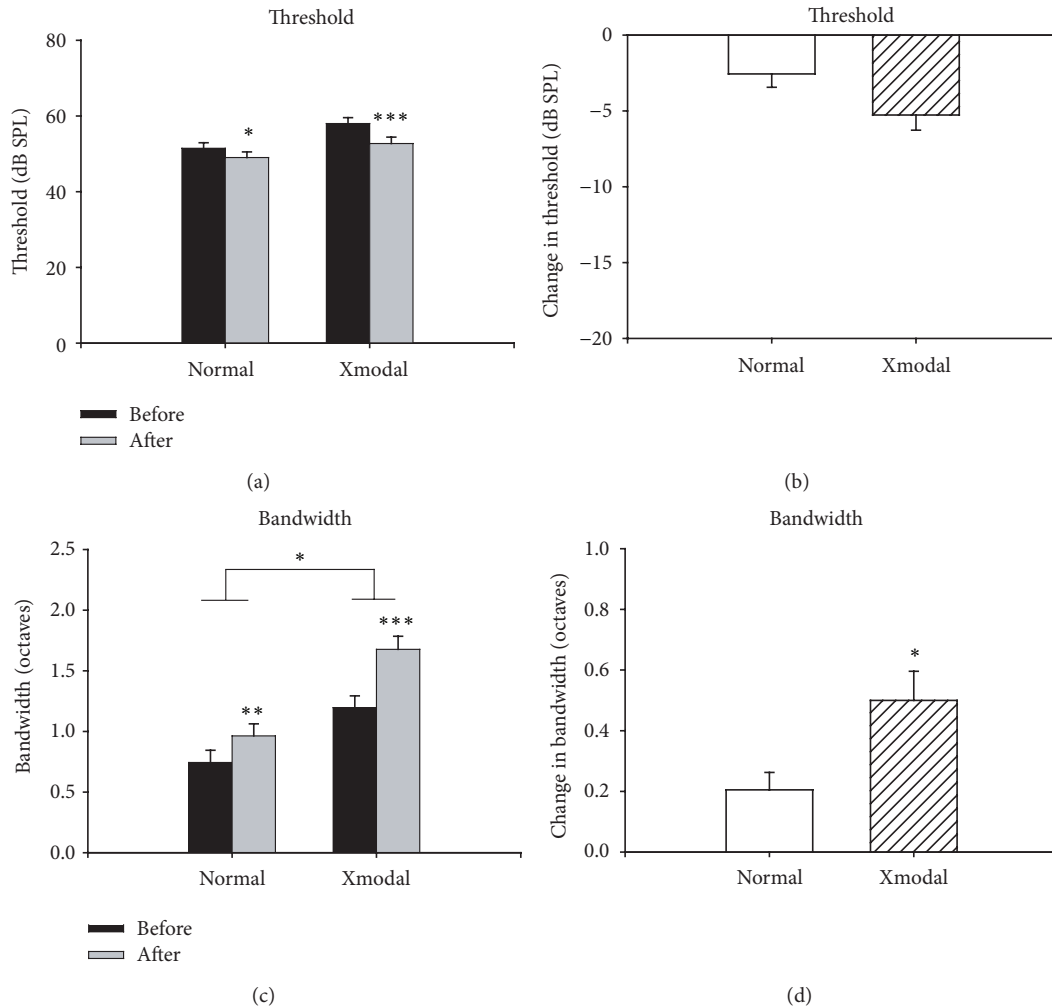 Threshold
Threshold (dB SPL)
80
60
40
20
0
*
***
Normal
Xmodal
Before
After
(a)
Threshold
Change in threshold (dB SPL)
0
−5
−10
−15
−20
Normal
Xmodal
(b)
Bandwidth
Bandwidth (octaves)
2.5
2.0
1.5
1.0
0.5
0.0
*
**
***
Normal
Xmodal
Before
After
(c)
Bandwidth
Change in bandwidth (octaves)
1.0
0.8
0.6
0.4
0.2
0.0
*
Normal
Xmodal
(d)